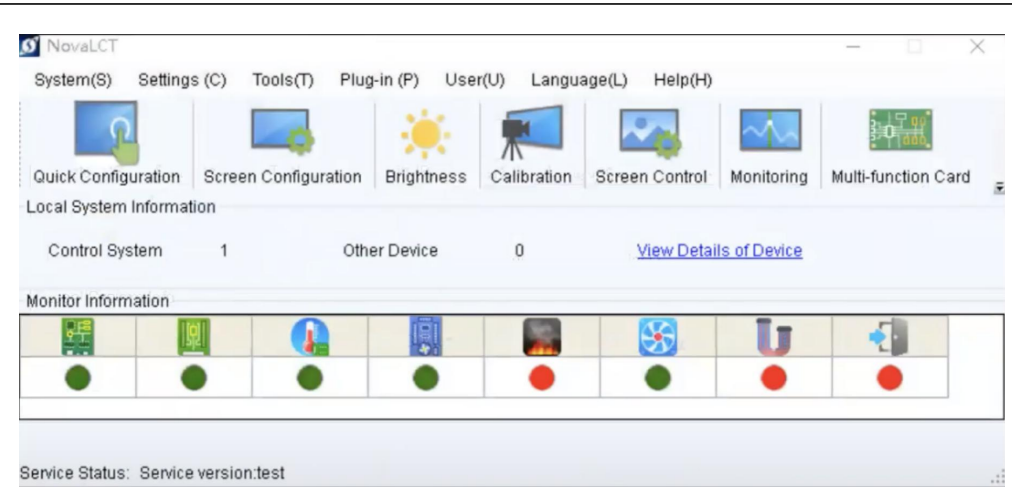 NovaLCT
System(S) Settings (C) Tools(T) Plug-in (P) User(U) Language(L) Help(H)
Quick Configuration Screen Configuration Brightness Calibration Screen Control Monitoring Multi-function Card
Local System Information
Control System 1 Other Device 0 View Details of Device
Monitor Information
Service Status: Service version:test